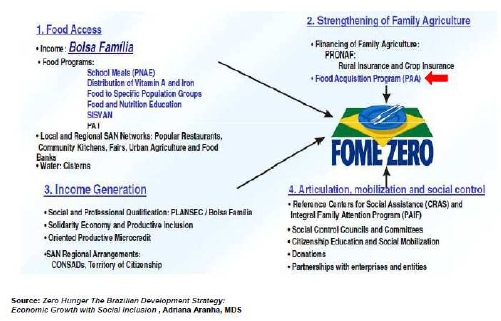 1. Food Access
• Income: Bolsa Família
• Food Programs:
School Meals (PNAE)
Distribution of Vitamin A and Iron
Food to Specific Population Groups
Food and Nutrition Education
SISVAN
PAT
• Local and Regional SAN Networks: Popular Restaurants,
Community Kitchens, Fairs, Urban Agriculture and Food
Banks
• Water: Cisterns
2. Strengthening of Family Agriculture
• Financing of Family Agriculture:
PRONAF:
Rural Insurance and Crop Insurance
• Food Acquisition Program (PAA)
FOME ZERO
3. Income Generation
• Social and Professional Qualification: PLANSEC / Bolsa Família
• Solidarity Economy and Productive Inclusion
• Oriented Productive Microcredit
•SAN Regional Arrangements:
CONSADs, Territory of Citizenship
4. Articulation, mobilization and social control
• Reference Centers for Social Assistance (CRAS) and
Integral Family Attention Program (PAIF)
• Social Control Councils and Committees
• Citizenship Education and Social Mobilization
• Donations
• Partnerships with enterprises and entities
Source: Zero Hunger The Brazilian Development Strategy:
Economic Growth with Social Inclusion , Adriana Aranha, MDS